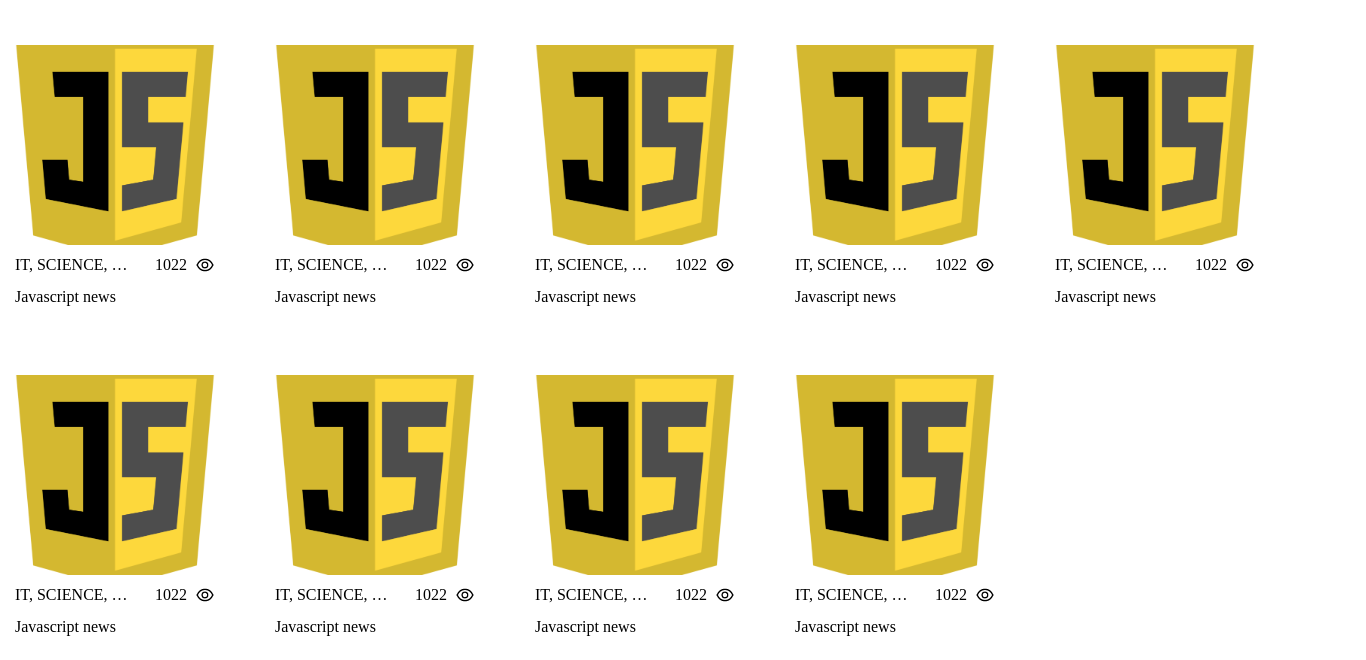 JS JS JS JS JS
IT, SCIENCE, … 1022 IT, SCIENCE, … 1022 IT, SCIENCE, … 1022 IT, SCIENCE, … 1022 IT, SCIENCE, … 1022
Javascript news Javascript news Javascript news Javascript news Javascript news
JS JS JS JS
IT, SCIENCE, … 1022 IT, SCIENCE, … 1022 IT, SCIENCE, … 1022 IT, SCIENCE, … 1022
Javascript news Javascript news Javascript news Javascript news